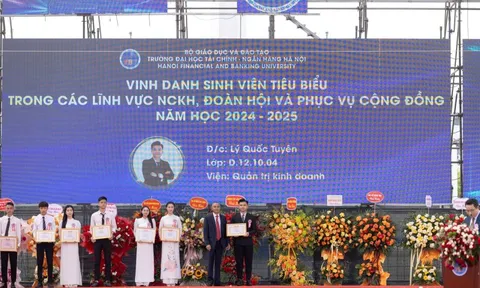 BỘ GIÁO DỤC VÀ ĐÀO TẠO
TRƯỜNG ĐẠI HỌC TÀI CHÍNH - NGÂN HÀNG HÀ NỘI
HANOI FINANCIAL AND BANKING UNIVERSITY
VINH DANH SINH VIÊN TIÊU BIỂU
TRONG CÁC LĨNH VỰC NCKH, ĐOÀN HỘI VÀ PHỤC VỤ CỘNG ĐỒNG
NĂM HỌC 2024 - 2025
Đ/c: Lý Quốc Tuyên
Lớp: D.12.10.04
Viện: Quản trị kinh doanh